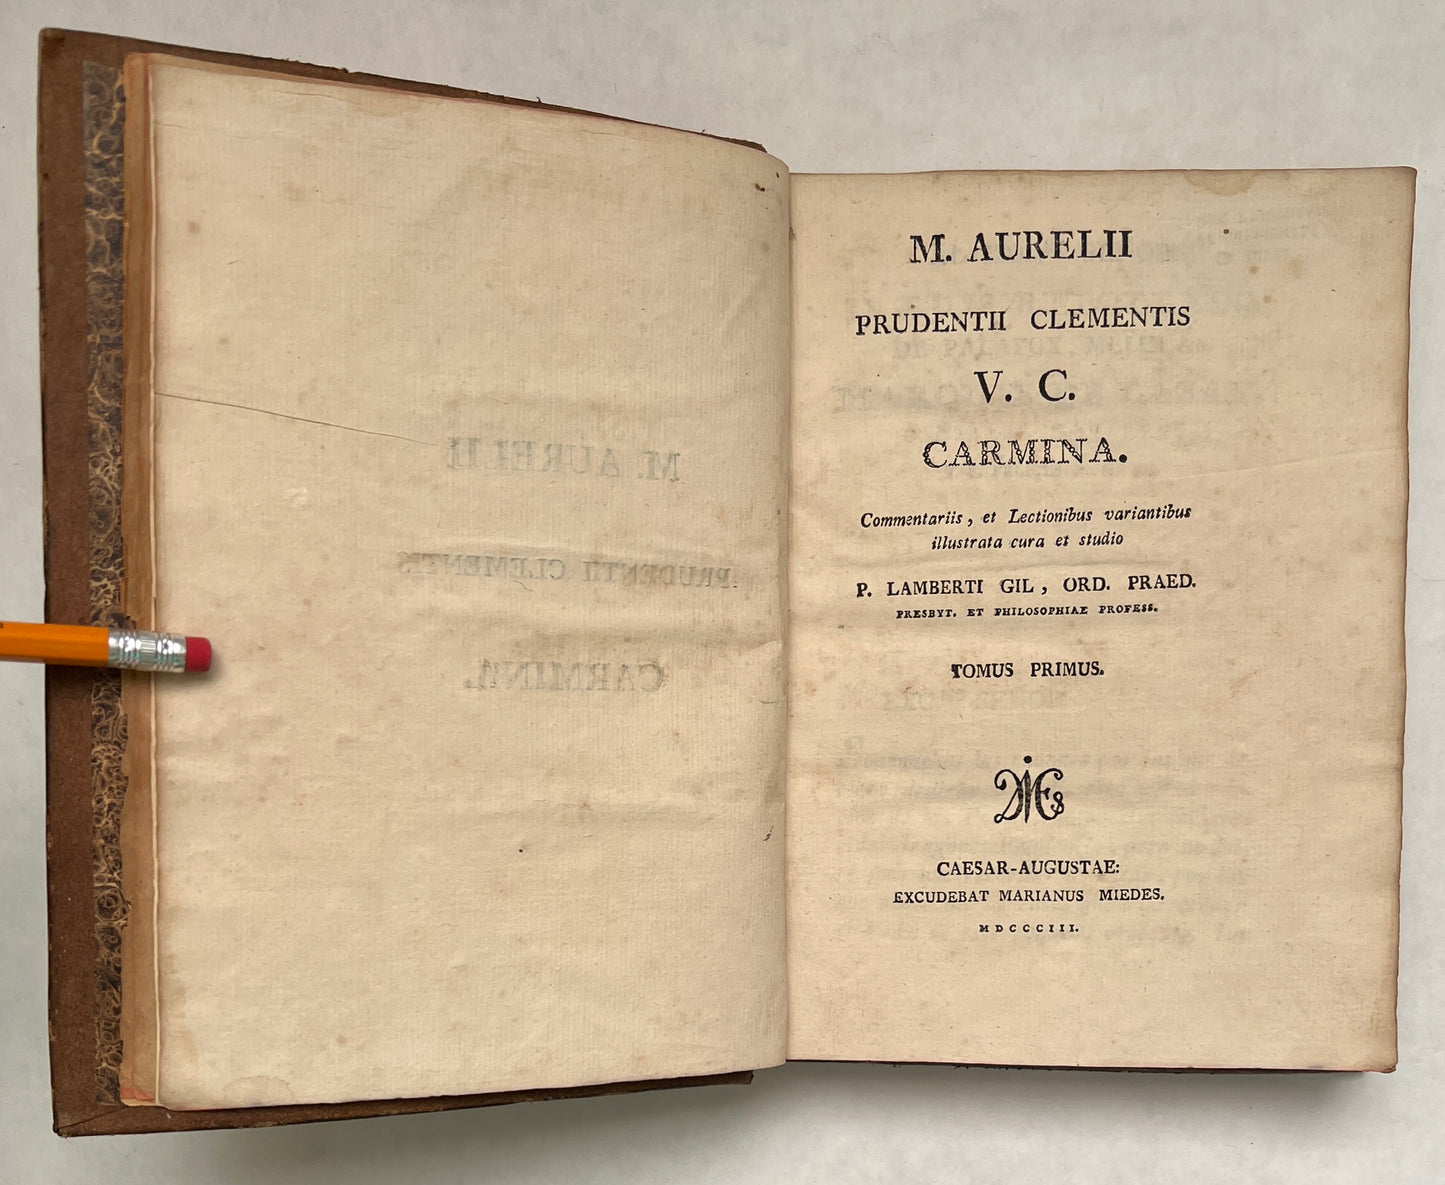 M. AURELII
PRUDENTII CLEMENTIS
V. C.
CARMINA.
Commentariis, et Lectionibus variantibus
illustrata cura et studio
P. LAMBERTI GIL, ORD. PRAED.
PRESBYT. ET PHILOSOPHIAE PROFESS.
TOMUS PRIMUS.
CAESAR-AUGUSTAE:
EXCUDEBAT MARIANUS MIEDES.
MDCCCIII.